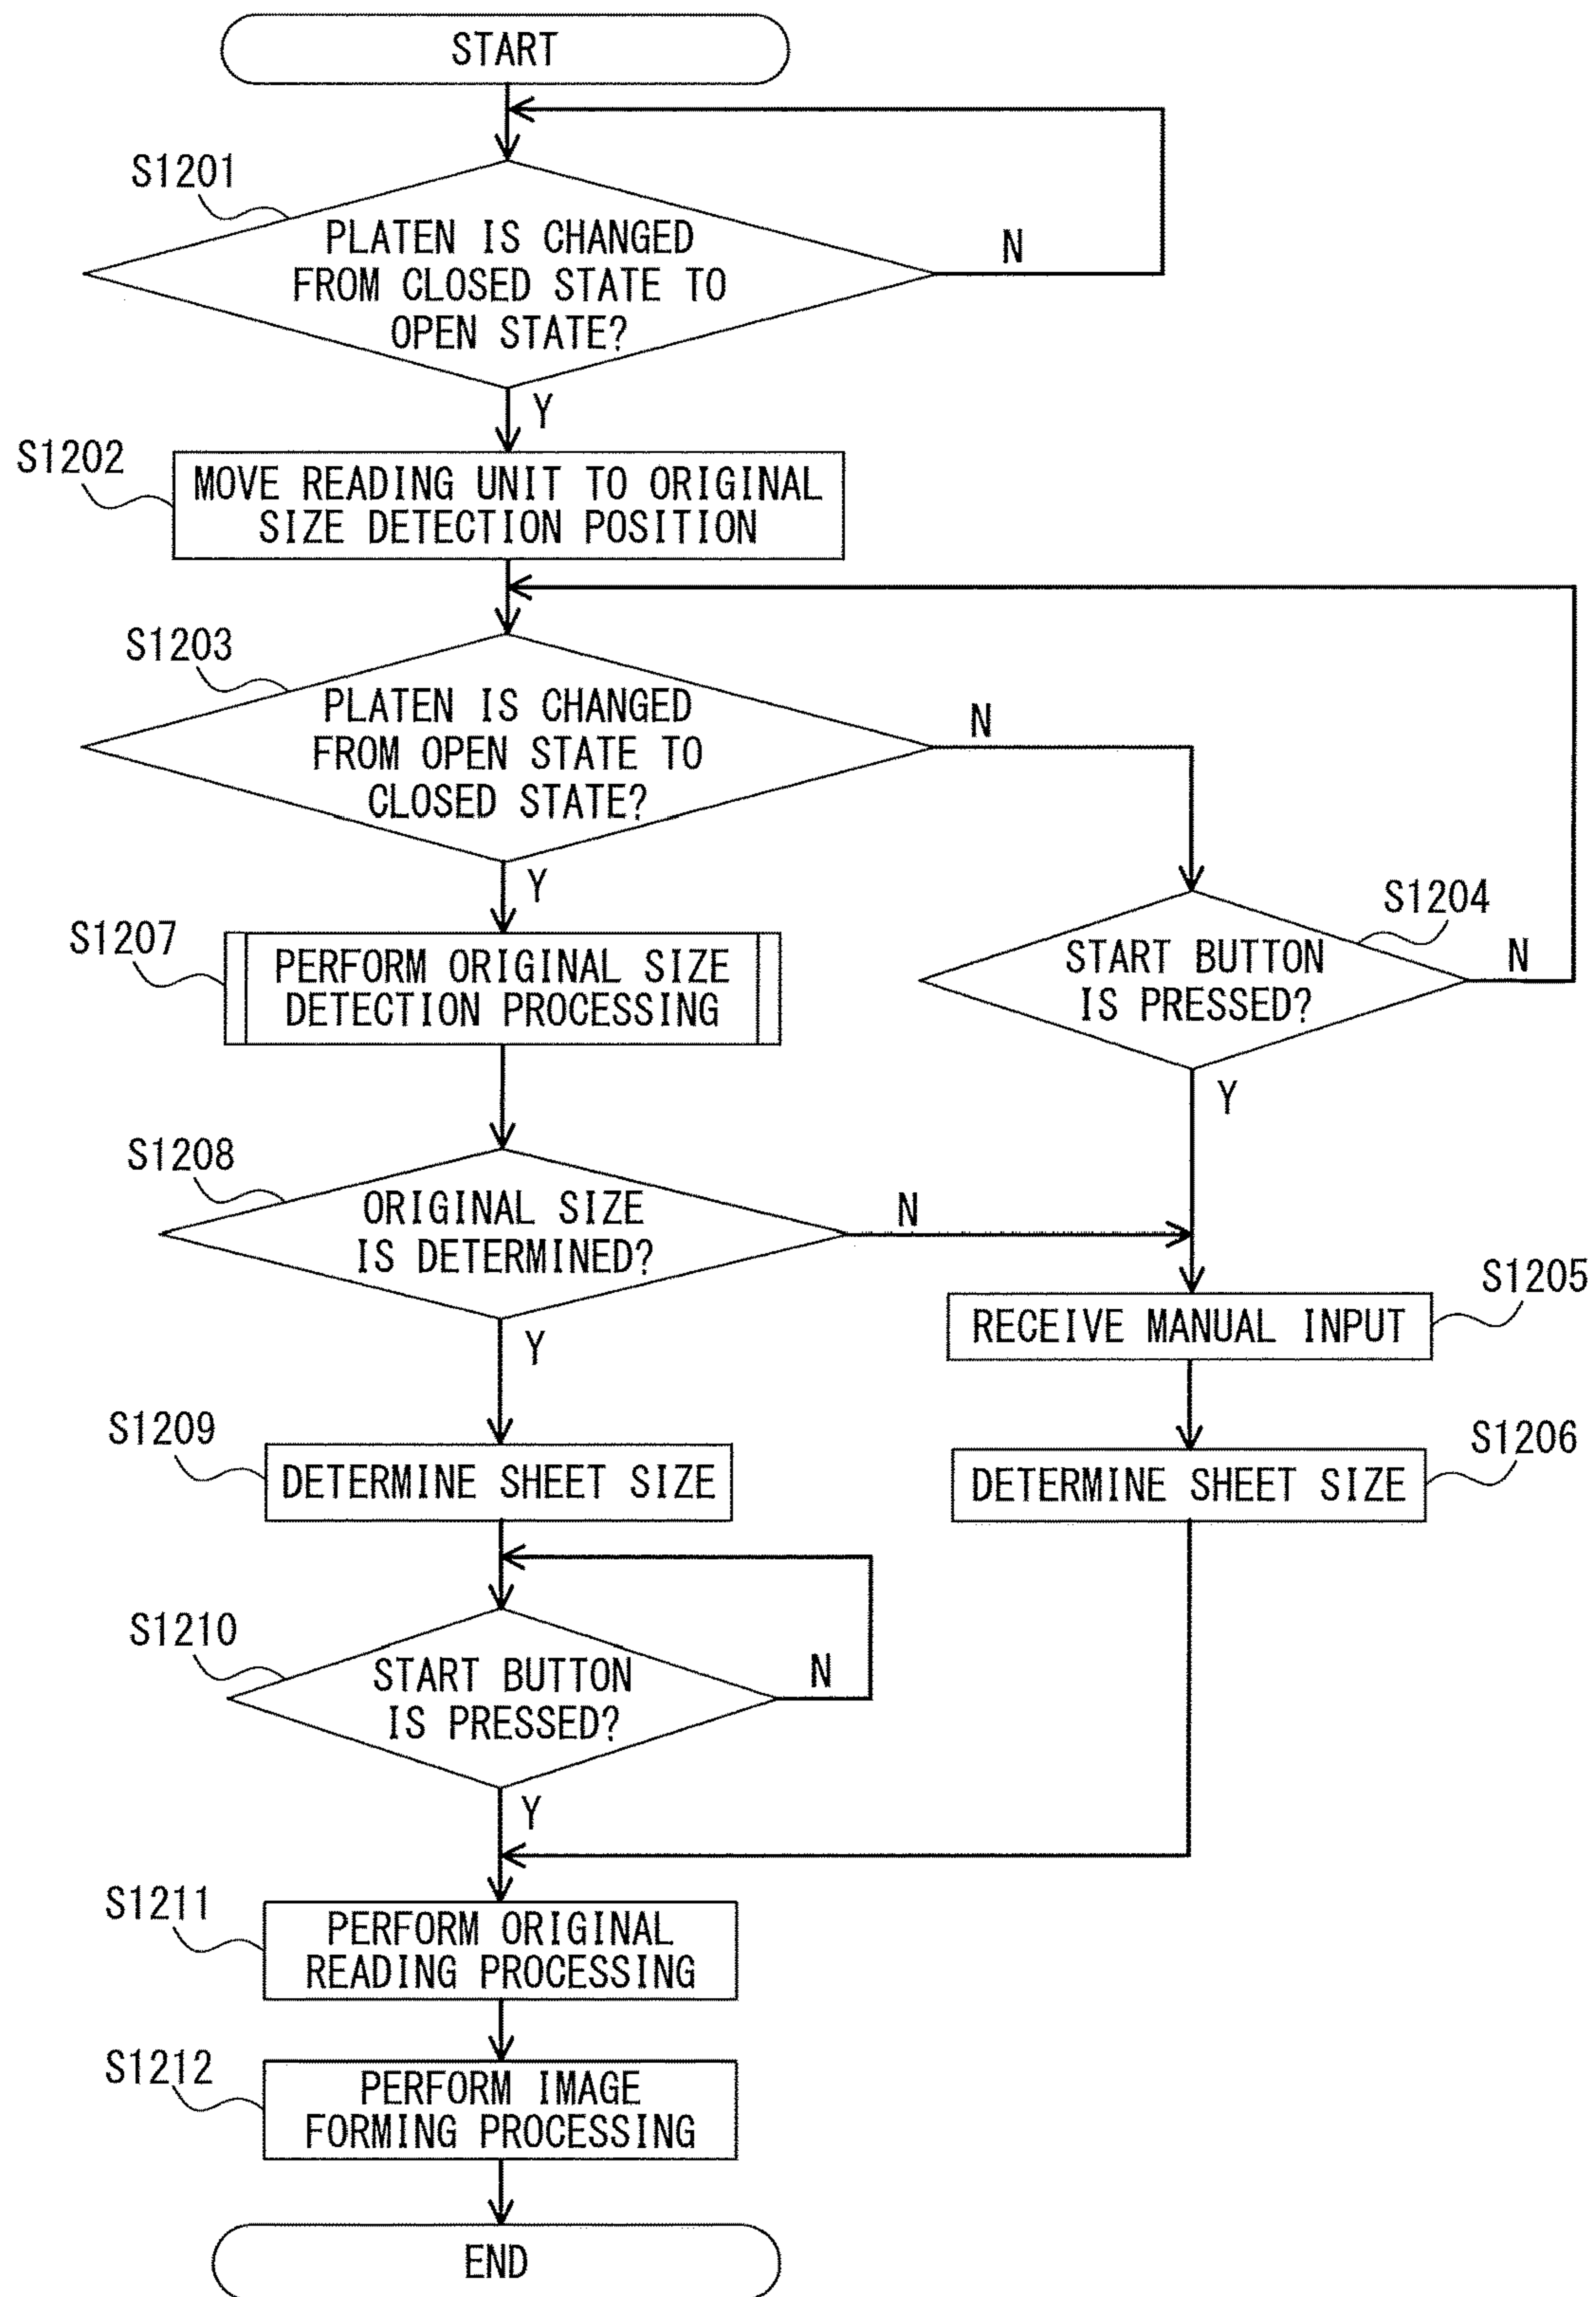 START
S1201
PLATEN IS CHANGED
FROM CLOSED STATE TO
OPEN STATE?
N
Y
S1202
MOVE READING UNIT TO ORIGINAL
SIZE DETECTION POSITION
S1203
PLATEN IS CHANGED
FROM OPEN STATE TO
CLOSED STATE?
N
Y
S1204
START BUTTON
IS PRESSED?
N
Y
S1207
PERFORM ORIGINAL SIZE
DETECTION PROCESSING
S1208
ORIGINAL SIZE
IS DETERMINED?
N
Y
S1205
RECEIVE MANUAL INPUT
S1209
DETERMINE SHEET SIZE
S1206
DETERMINE SHEET SIZE
S1210
START BUTTON
IS PRESSED?
N
Y
S1211
PERFORM ORIGINAL
READING PROCESSING
S1212
PERFORM IMAGE
FORMING PROCESSING
END